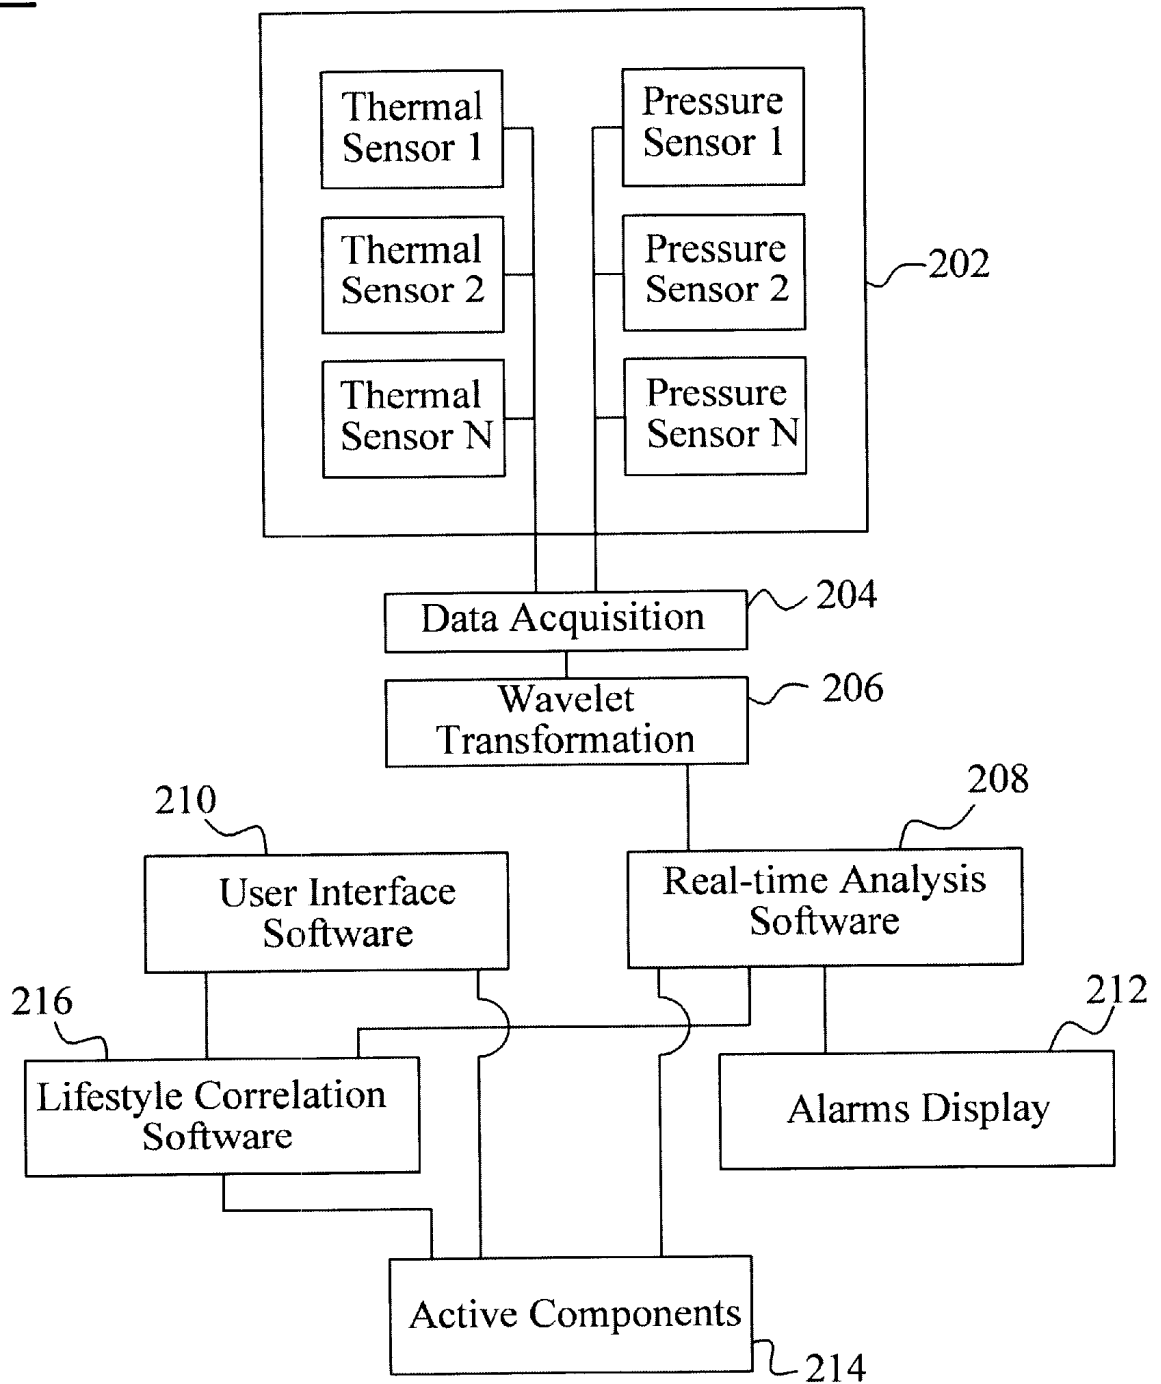 Thermal
Sensor 1
Pressure
Sensor 1
Thermal
Sensor 2
Pressure
Sensor 2
202
Thermal
Sensor N
Pressure
Sensor N
Data Acquisition
204
Wavelet
Transformation
206
210
208
User Interface
Software
Real-time Analysis
Software
216
212
Lifestyle Correlation
Software
Alarms Display
Active Components
214